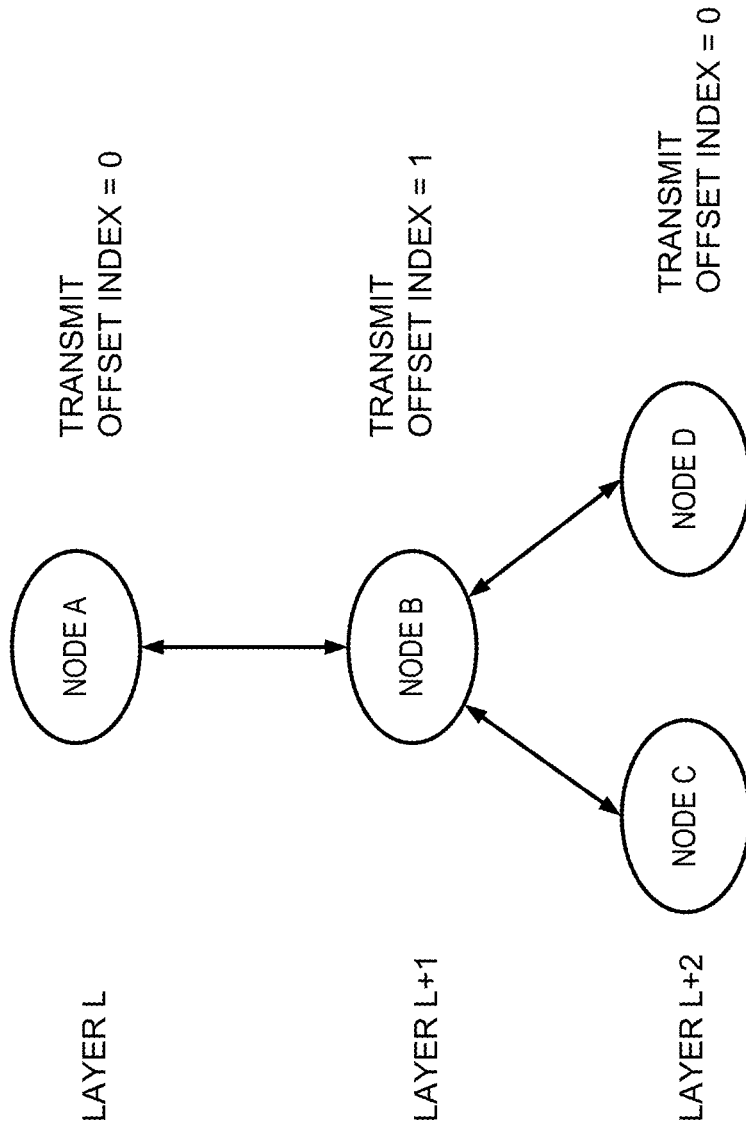 LAYER L
NODE A
TRANSMIT
OFFSET INDEX = 0
LAYER L+1
NODE B
TRANSMIT
OFFSET INDEX = 1
LAYER L+2
NODE C
NODE D
TRANSMIT
OFFSET INDEX = 0